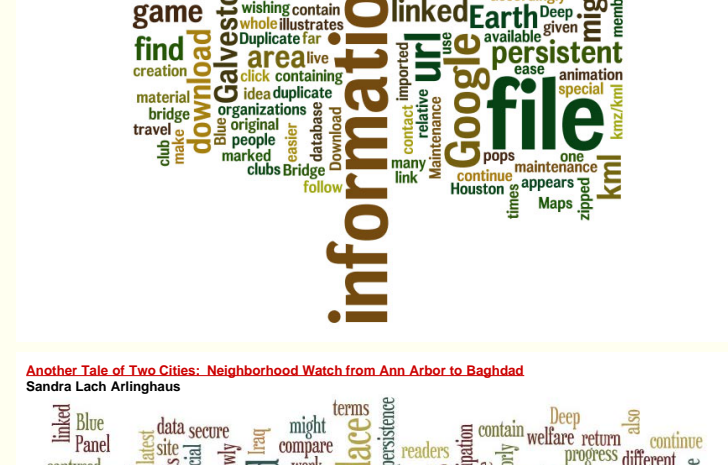 game
wishing contain
whole illustrates
Duplicate far
find
area live
creation
click containing
download
material
idea duplicate
bridge
organizations
travel
Blue
original
people
club
make
easier
database
Download
marked
clubs Bridge
follow
linked
Earth
Deep
given
available
use
url
imported
Google
persistent
ease
animation
special
file
kmz/kml
contact
relative
Maintenance
many
link
pops
one
maintenance
continue
kml
Houston
times
appears
Maps
zipped
Another Tale of Two Cities: Neighborhood Watch from Ann Arbor to Baghdad
Sandra Lach Arlinghaus
linked
Blue
Panel
latest
data secure
site
Iraq
might
terms
compare
persistence
readers
contain
Deep
also
welfare return
continue
progress different